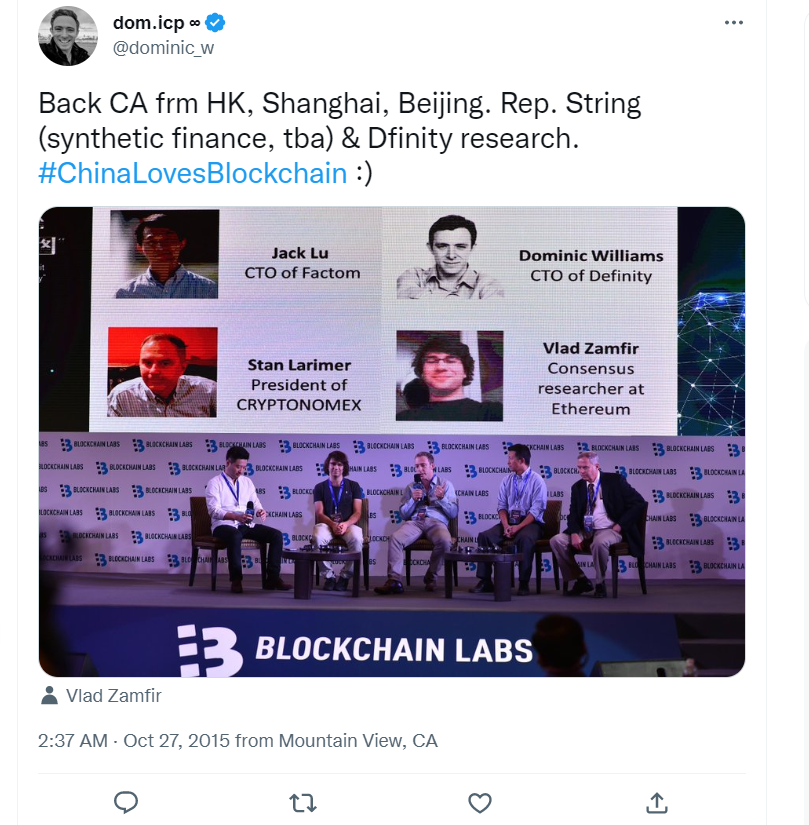 dom.icp ∞
@dominic_w
Back CA frm HK, Shanghai, Beijing. Rep. String
(synthetic finance, tba) & Dfinity research.
#ChinaLovesBlockchain :)
Jack Lu
CTO of Factom
Dominic Williams
CTO of Definity
Stan Larimer
President of
CRYPTONOMEX
Vlad Zamfir
Consensus
researcher at
Ethereum
BLOCKCHAIN LABS
BLOCKCHAIN LABS
Vlad Zamfir
2:37 AM · Oct 27, 2015 from Mountain View, CA